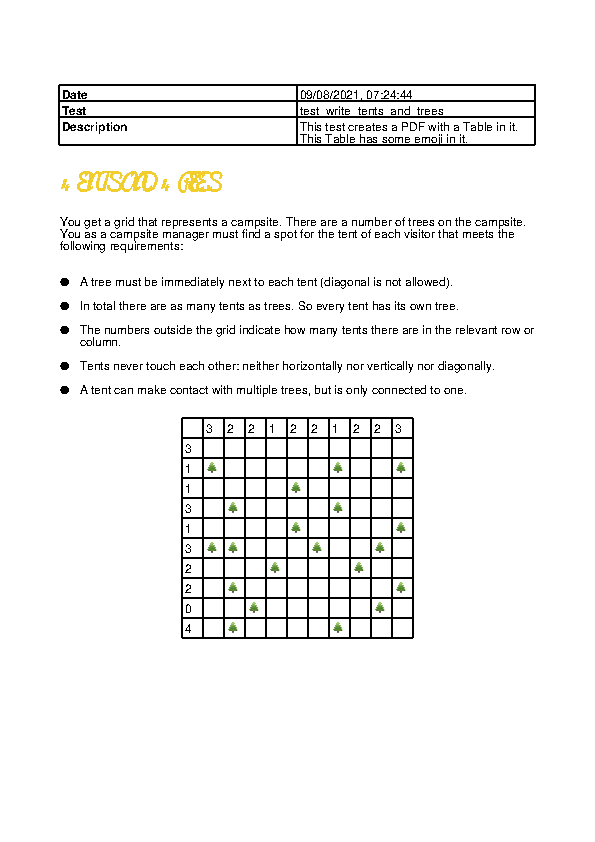 Date 09/08/2021, 07:24:44
Test test_write_tents_and_trees
Description This test creates a PDF with a Table in it.
This Table has some emoji in it.
You get a grid that represents a campsite. There are a number of trees on the campsite.
You as a campsite manager must find a spot for the tent of each visitor that meets the
following requirements:
● A tree must be immediately next to each tent (diagonal is not allowed).
● In total there are as many tents as trees. So every tent has its own tree.
● The numbers outside the grid indicate how many tents there are in the relevant row or
column.
● Tents never touch each other: neither horizontally nor vertically nor diagonally.
● A tent can make contact with multiple trees, but is only connected to one.
3 2 2 1 2 2 1 2 2 3
3
1
1
3
1
3
2
2
0
4